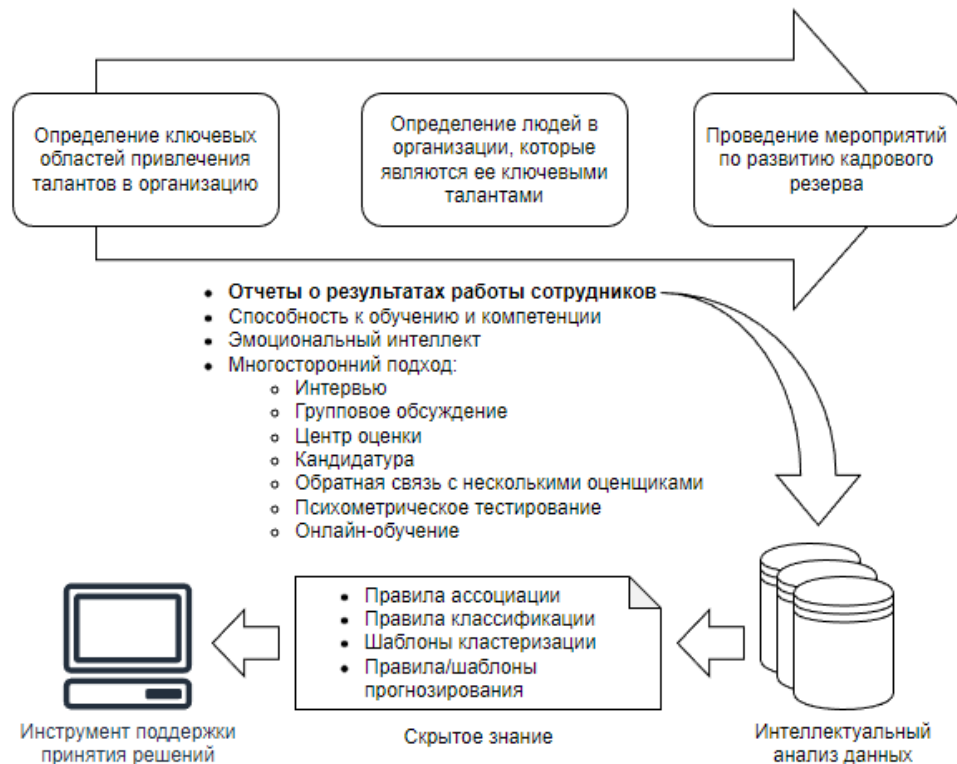 Определение ключевых
областей привлечения
талантов в организацию
Определение людей в
организации, которые
являются ее ключевыми
талантами
Проведение мероприятий
по развитию кадрового
резерва
• Отчеты о результатах работы сотрудников
• Способность к обучению и компетенции
• Эмоциональный интеллект
• Многосторонний подход:
◦ Интервью
◦ Групповое обсуждение
◦ Центр оценки
◦ Кандидатура
◦ Обратная связь с несколькими оценщиками
◦ Психометрическое тестирование
◦ Онлайн-обучение
• Правила ассоциации
• Правила классификации
• Шаблоны кластеризации
• Правила/шаблоны
прогнозирования
Инструмент поддержки
принятия решений
Скрытое знание
Интеллектуальный
анализ данных